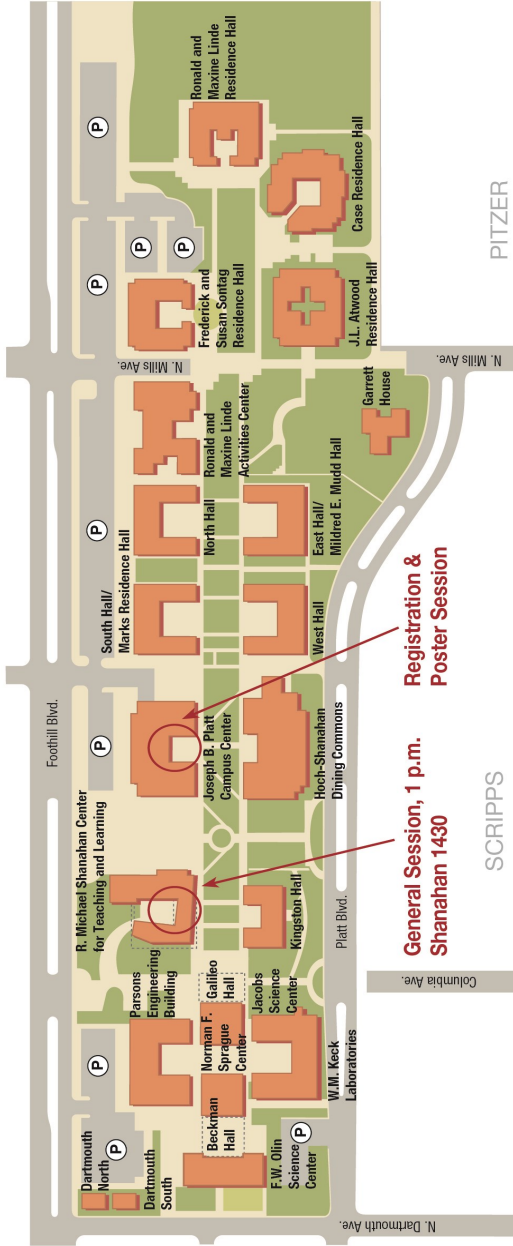 Foothill Blvd.
P
P
P
P
P
P
P
P
Dartmouth
North
Dartmouth
South
Parsons
Engineering
Building
R. Michael Shanahan Center
for Teaching and Learning
South Hall/
Marks Residence Hall
N. Mills Ave.
Frederick and
Susan Sontag
Residence Hall
Ronald and
Maxine Linde
Residence Hall
Beckman
Hall
Norman F.
Sprague
Center
Galileo
Hall
Joseph B. Platt
Campus Center
North Hall
Ronald and
Maxine Linde
Activities Center
F.W. Olin
Science
Center
Jacobs
Science
Center
W.M. Keck
Laboratories
Kingston Hall
Hoch-Shanahan
Dining Commons
West Hall
East Hall/
Mildred E. Mudd Hall
Garrett
House
J.L. Atwood
Residence Hall
Case Residence Hall
N. Dartmouth Ave.
Platt Blvd.
Columbia Ave.
N. Mills Ave.
General Session, 1 p.m.
Shanahan 1430
Registration &
Poster Session
SCRIPPS
PITZER